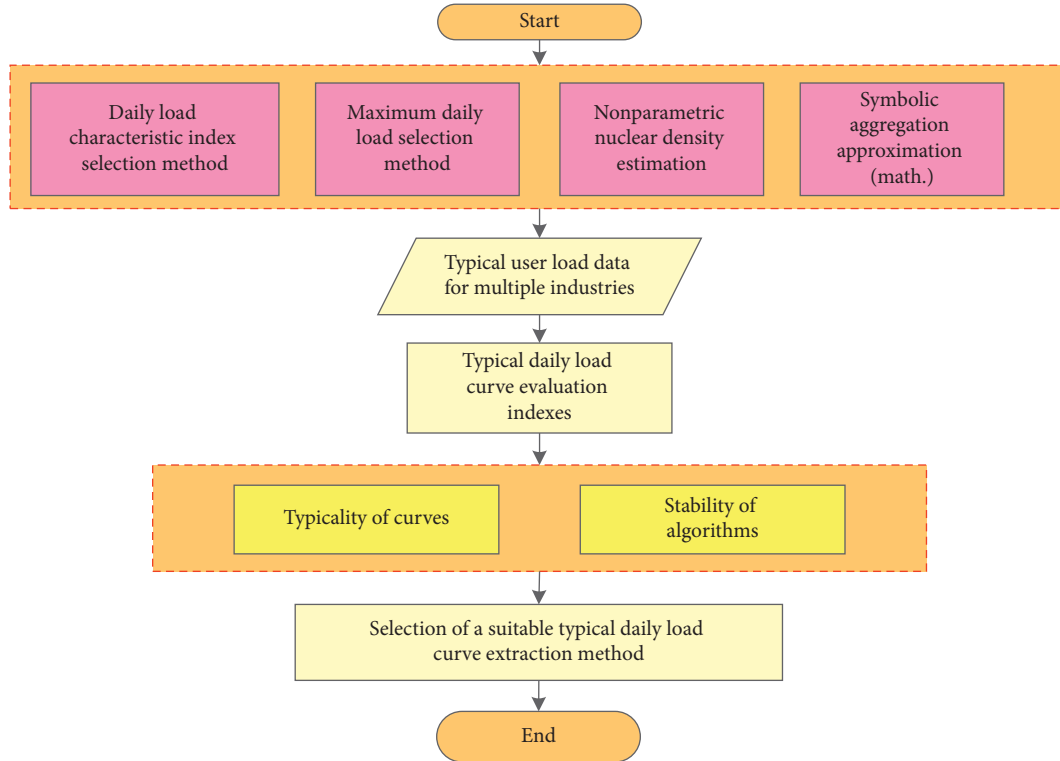 Start
Daily load
characteristic index
selection method
Maximum daily
load selection
method
Nonparametric
nuclear density
estimation
Symbolic
aggregation
approximation
(math.)
Typical user load data
for multiple industries
Typical daily load
curve evaluation
indexes
Typicality of curves
Stability of
algorithms
Selection of a suitable typical daily load
curve extraction method
End